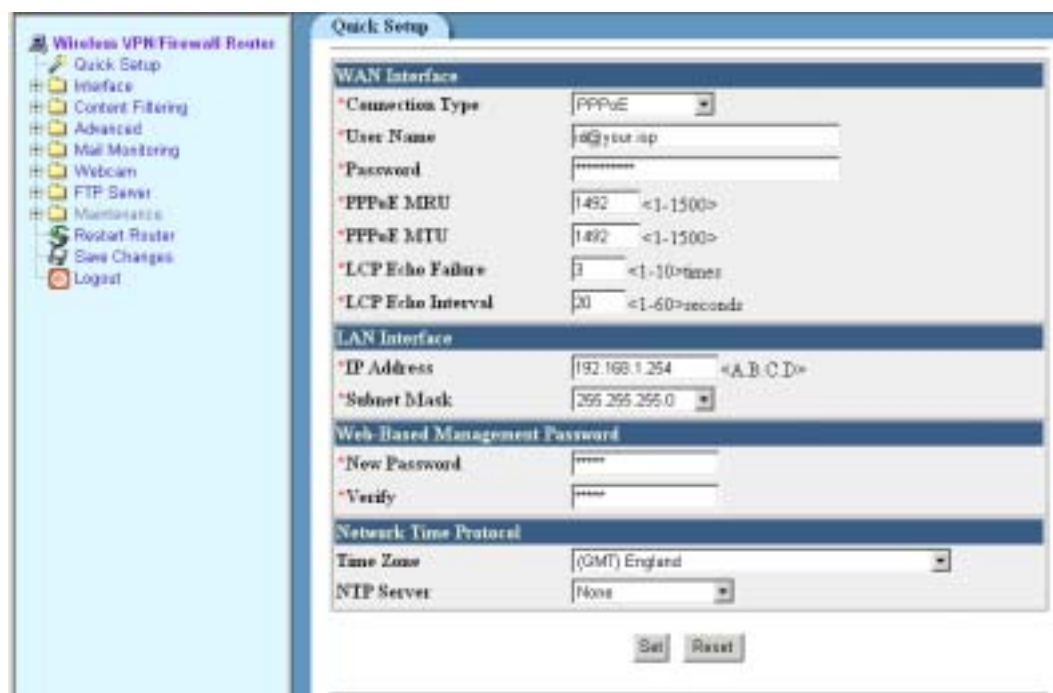 Wireless VPN/Firewall Router
Quick Setup
Interface
Content Filtering
Advanced
Mail Monitoring
Webcam
FTP Server
Maintenance
Restart Router
Save Changes
Logout
Quick Setup
WAN Interface
*Connection Type PPPoE
*User Name id@your.isp
*Password ***********
*PPPoE MRU 1492 <1-1500>
*PPPoE MTU 1492 <1-1500>
*LCP Echo Failure 3 <1-10>times
*LCP Echo Interval 20 <1-60>seconds
LAN Interface
*IP Address 192.168.1.254 <A.B.C.D>
*Subnet Mask 255.255.255.0
Web-Based Management Password
*New Password *****
*Verify *****
Network Time Protocol
Time Zone (GMT) England
NTP Server None
Set Reset